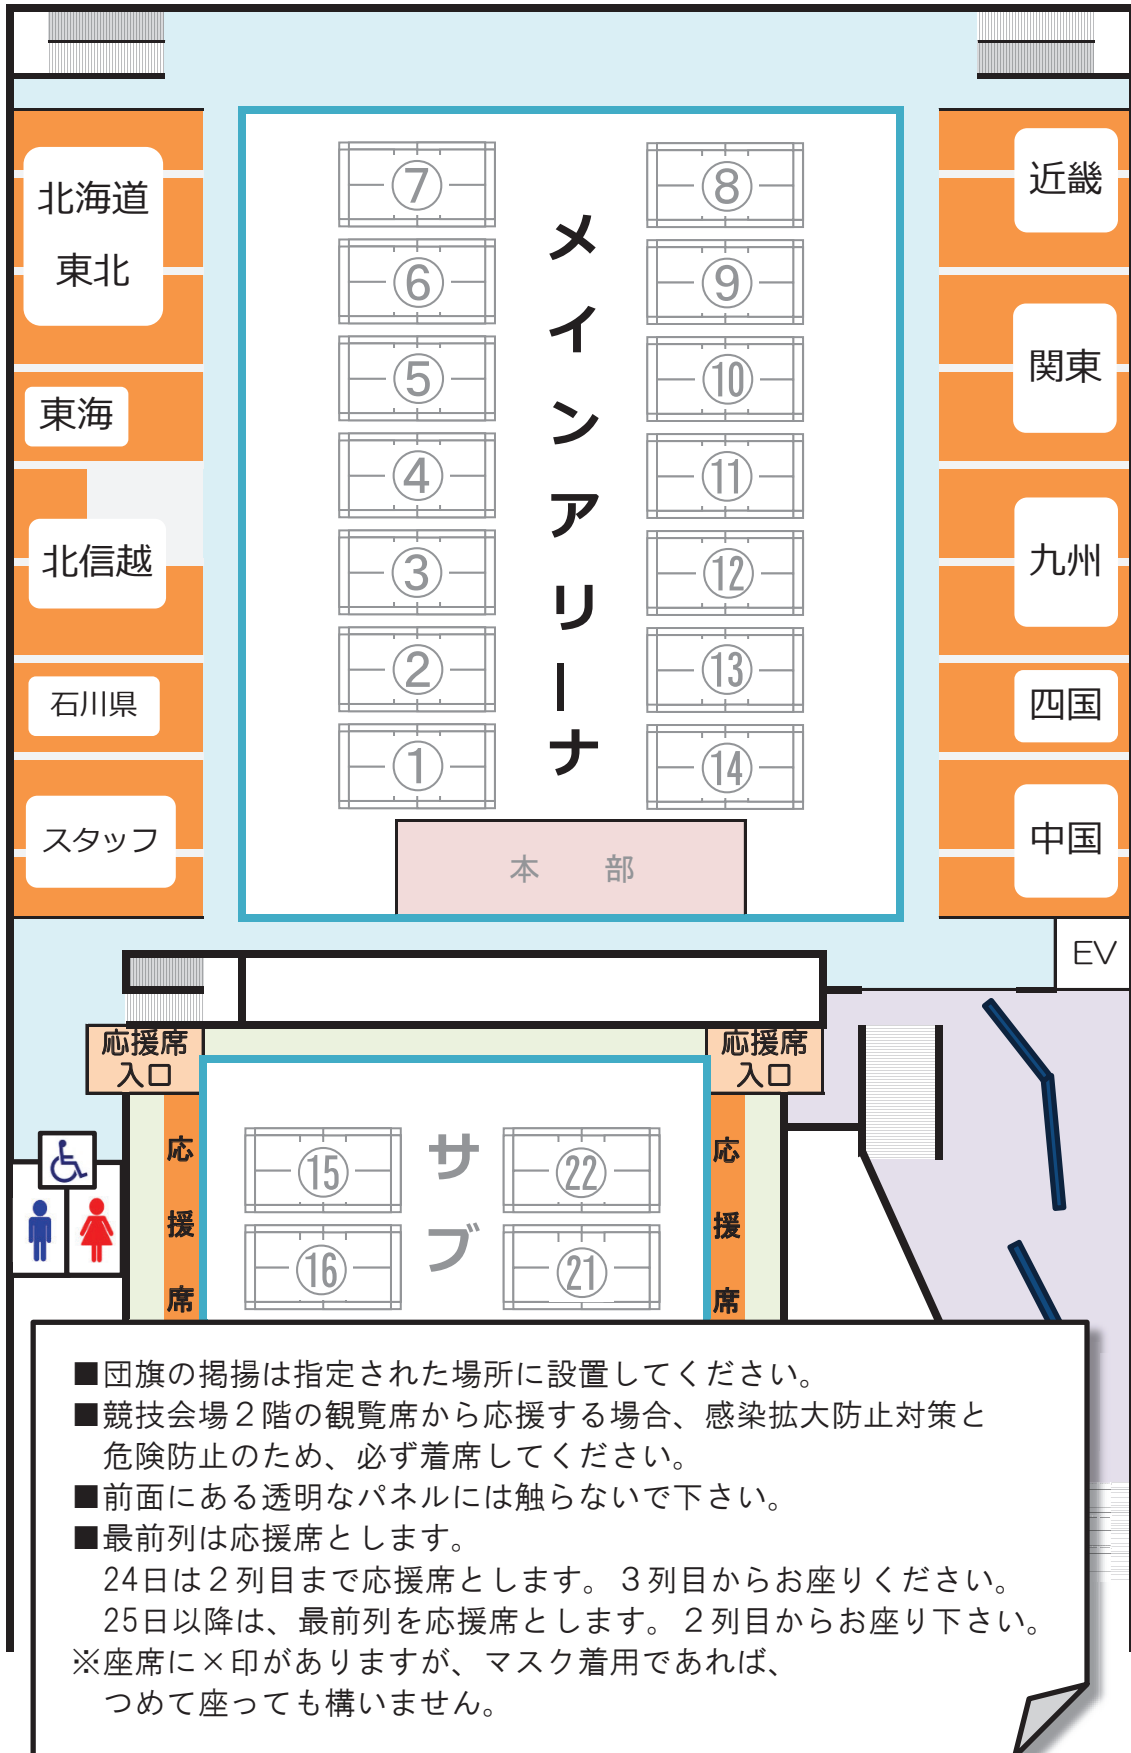 北海道
東北
東海
北信越
石川県
スタッフ
⑦
⑥
⑤
④
③
②
①
メインアリーナ
⑧
⑨
⑩
⑪
⑫
⑬
⑭
本 部
近畿
関東
九州
四国
中国
EV
応援席
入口
応援席
入口
応援席
⑮
⑯
サブ
㉒
㉑
応援席
■団旗の掲揚は指定された場所に設置してください。
■競技会場２階の観覧席から応援する場合、感染拡大防止対策と
危険防止のため、必ず着席してください。
■前面にある透明なパネルには触らないで下さい。
■最前列は応援席とします。
24日は２列目まで応援席とします。３列目からお座りください。
25日以降は、最前列を応援席とします。２列目からお座り下さい。
※座席に×印がありますが、マスク着用であれば、
つめて座っても構いません。